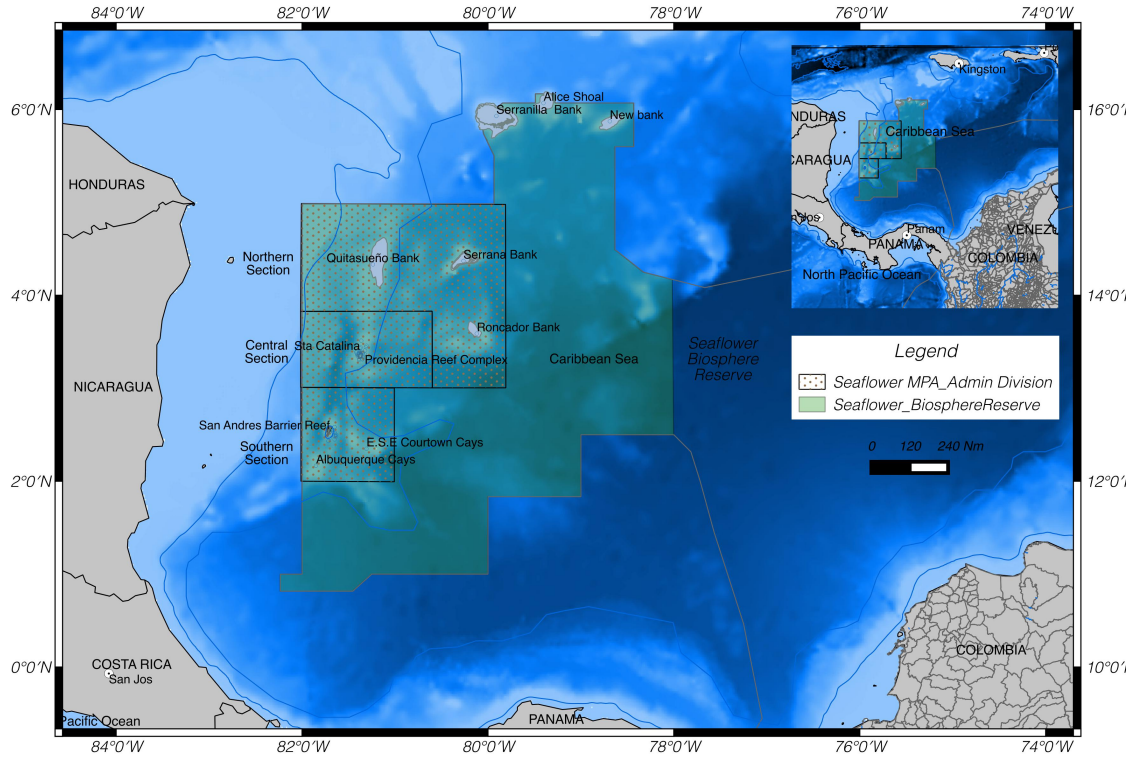 84°0'W 82°0'W 80°0'W 78°0'W 76°0'W 74°0'W
6°0'N
4°0'N
2°0'N
0°0'N
16°0'N
14°0'N
12°0'N
10°0'N
Alice Shoal
Serranilla Bank
New bank
HONDURAS
Northern
Section
Quitasueño Bank
Serrana Bank
Roncador Bank
Central
Section
Sta Catalina
Providencia Reef Complex
Caribbean Sea
Seaflower
Biosphere
Reserve
NICARAGUA
San Andres Barrier Reef
Southern
Section
E.S.E Courtown Cays
Albuquerque Cays
COSTA RICA
San Jos
Pacific Ocean
PANAMA
COLOMBIA
Kingston
NDURAS
Caribbean Sea
CARAGUA
Panam
PANAMA
VENEZU
COLOMBIA
North Pacific Ocean
Legend
Seaflower MPA_Admin Division
Seaflower_BiosphereReserve
0 120 240 Nm
84°0'W 82°0'W 80°0'W 78°0'W 76°0'W 74°0'W